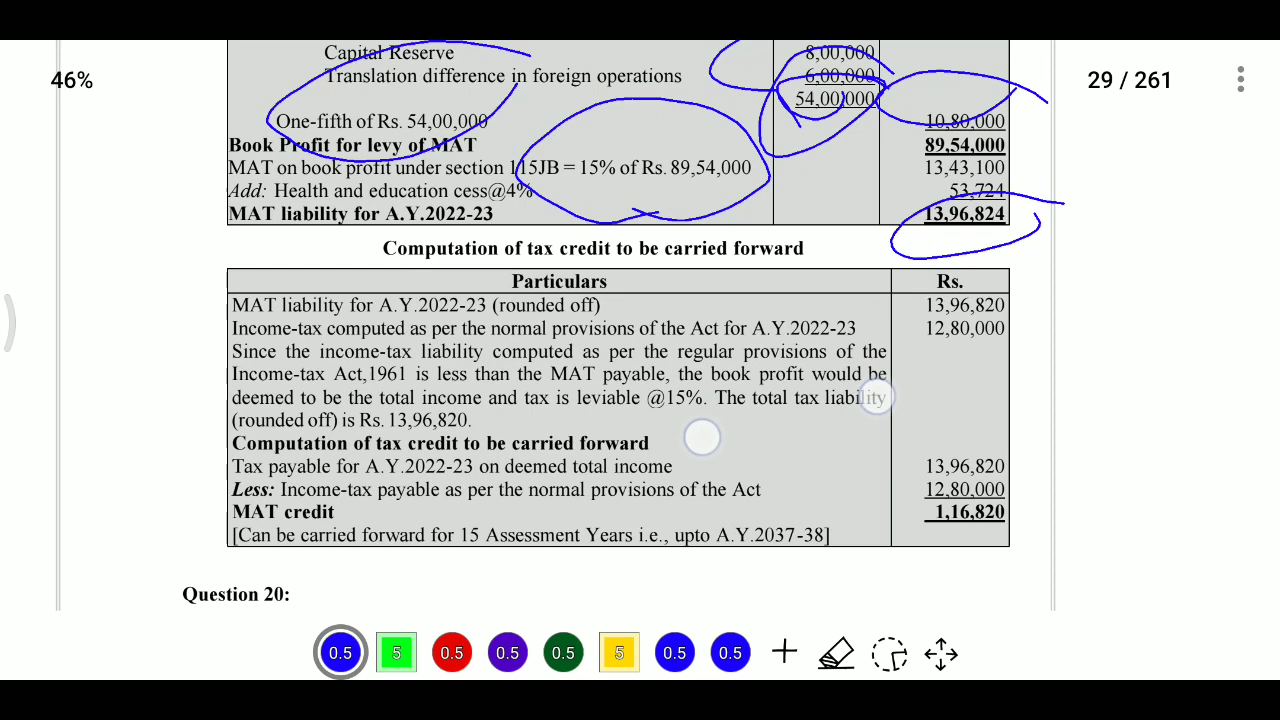 Capital Reserve 8,00,000
46% Translation difference in foreign operations 6,00,000 29 / 261
54,00,000
One-fifth of Rs. 54,00,000 10,80,000
Book Profit for levy of MAT 89,54,000
MAT on book profit under section 115JB = 15% of Rs. 89,54,000 13,43,100
Add: Health and education cess@4% 53,724
MAT liability for A.Y.2022-23 13,96,824
Computation of tax credit to be carried forward
Particulars Rs.
MAT liability for A.Y.2022-23 (rounded off) 13,96,820
Income-tax computed as per the normal provisions of the Act for A.Y.2022-23 12,80,000
Since the income-tax liability computed as per the regular provisions of the
Income-tax Act,1961 is less than the MAT payable, the book profit would be
deemed to be the total income and tax is leviable @15%. The total tax liability
(rounded off) is Rs. 13,96,820.
Computation of tax credit to be carried forward
Tax payable for A.Y.2022-23 on deemed total income 13,96,820
Less: Income-tax payable as per the normal provisions of the Act 12,80,000
MAT credit 1,16,820
[Can be carried forward for 15 Assessment Years i.e., upto A.Y.2037-38]
Question 20:
0.5 5 0.5 0.5 0.5 5 0.5 0.5